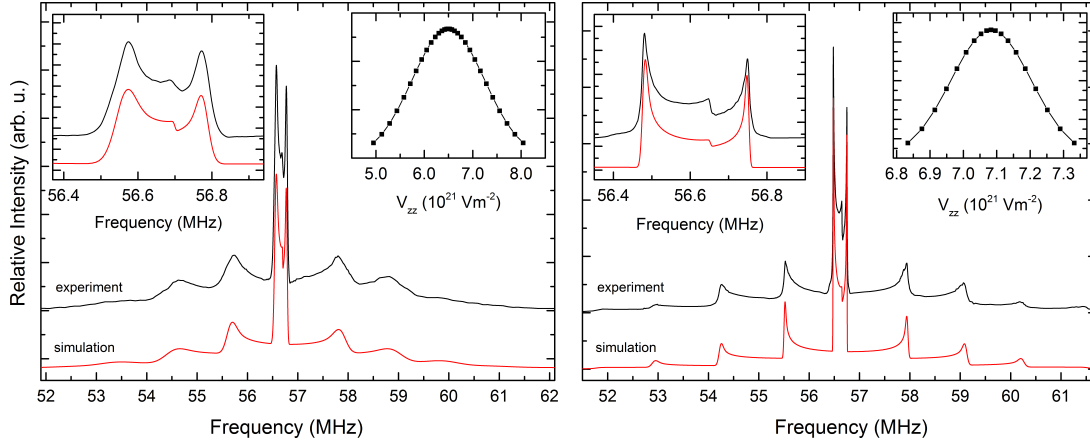 Relative Intensity (arb. u.)
56.4 56.6 56.8
Frequency (MHz)
5.0 6.0 7.0 8.0
Vzz (10^21 Vm^-2)
experiment
simulation
52 53 54 55 56 57 58 59 60 61 62
Frequency (MHz)
56.4 56.6 56.8
Frequency (MHz)
6.8 6.9 7.0 7.1 7.2 7.3
Vzz (10^21 Vm^-2)
experiment
simulation
52 53 54 55 56 57 58 59 60 61
Frequency (MHz)